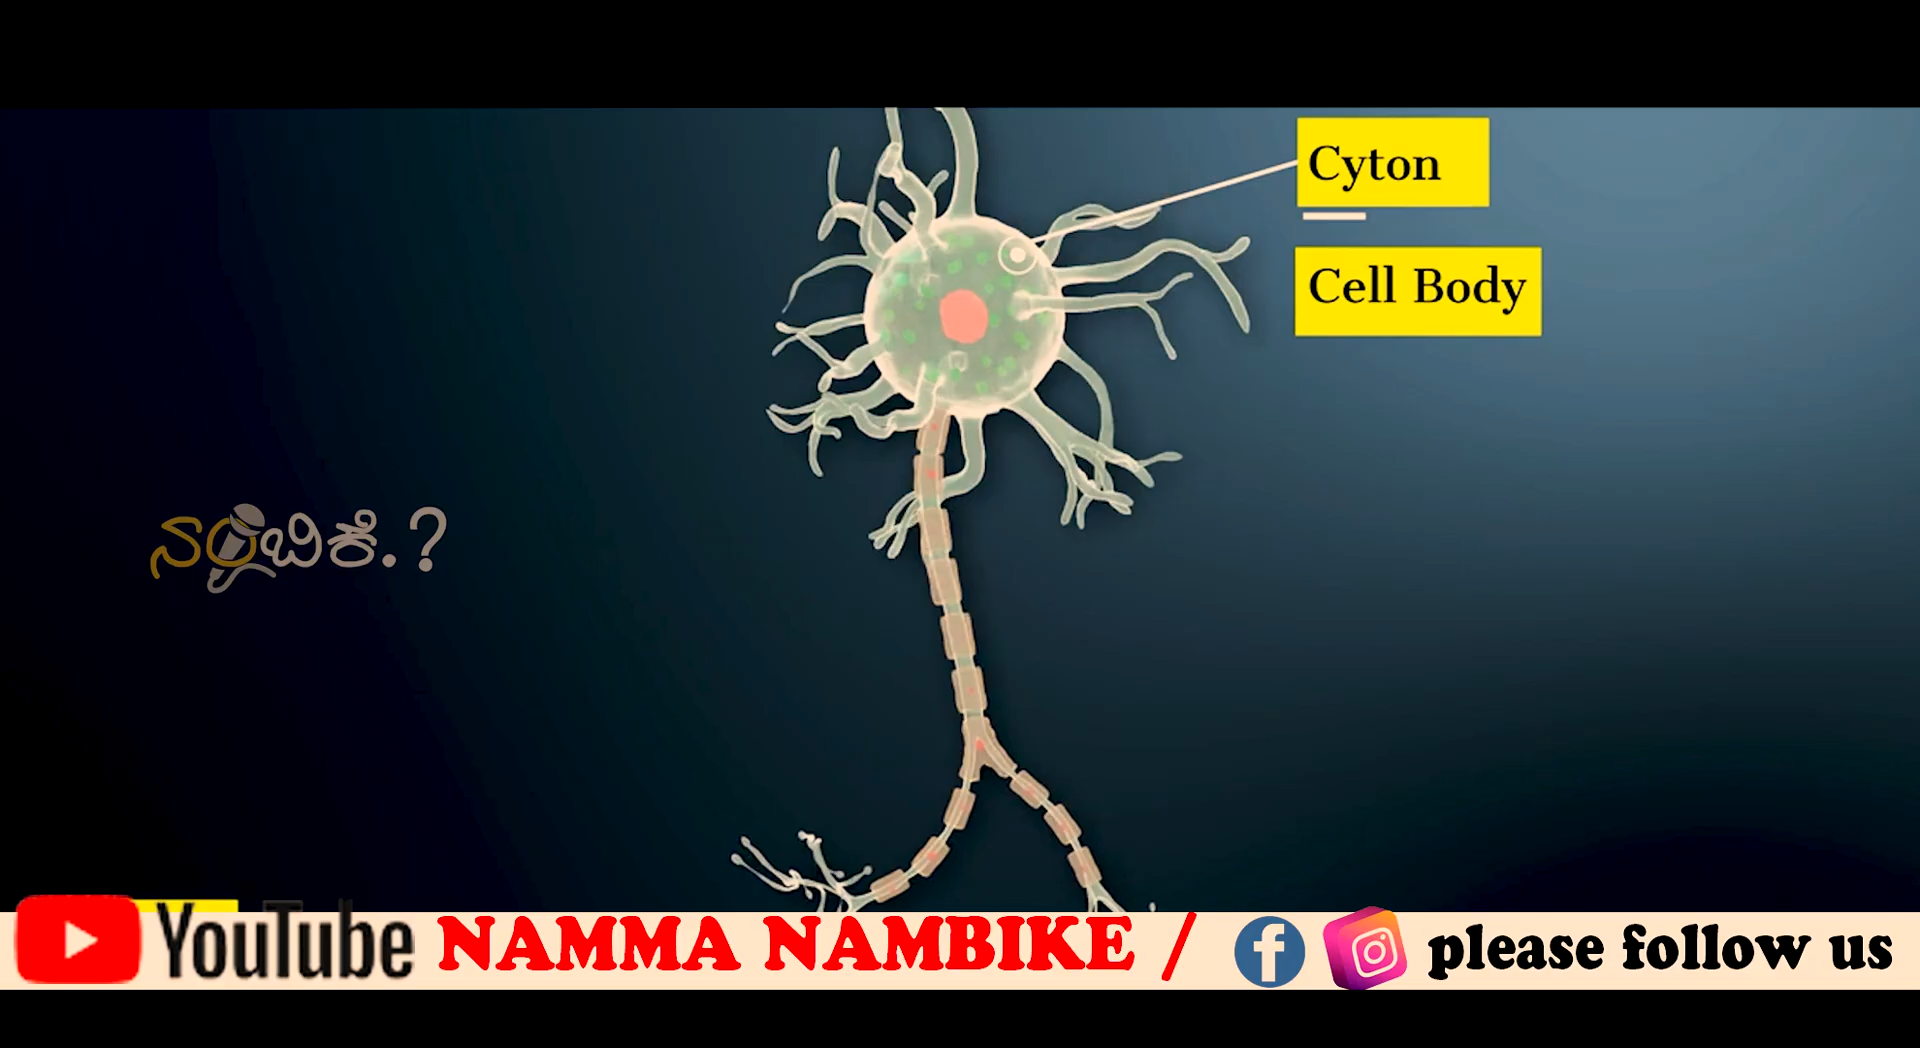 Cyton
Cell Body
ನಂಬಿಕೆ.?
YouTube NAMMA NAMBIKE / please follow us